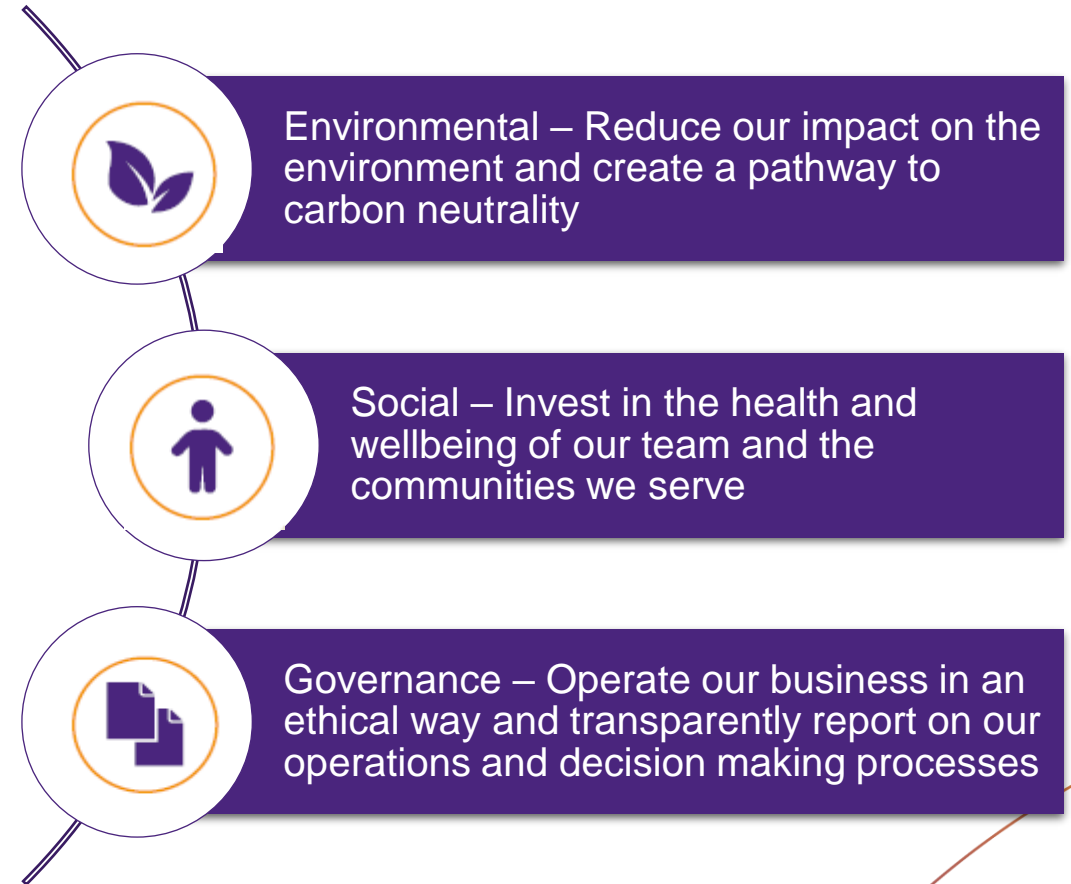 Environmental – Reduce our impact on the
environment and create a pathway to
carbon neutrality
Social – Invest in the health and
wellbeing of our team and the
communities we serve
Governance – Operate our business in an
ethical way and transparently report on our
operations and decision making processes